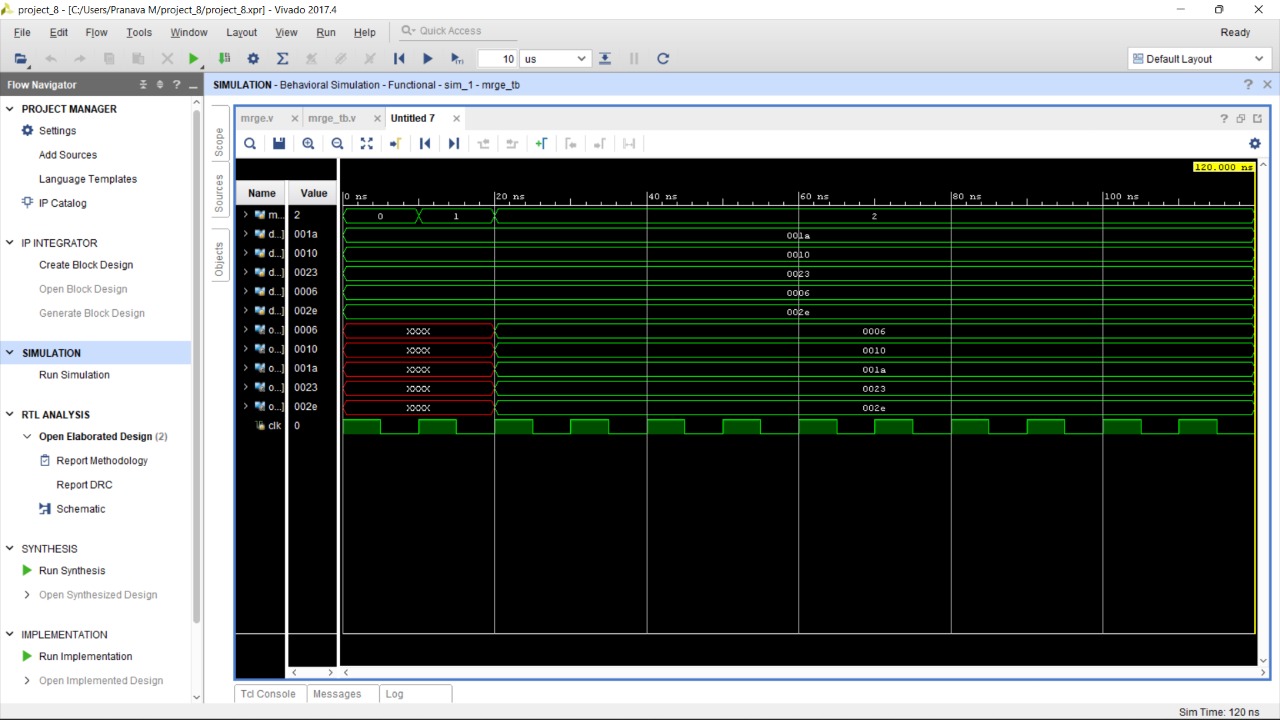 project_8 - [C:/Users/Pranava M/project_8/project_8.xpr] - Vivado 2017.4
File Edit Flow Tools Window Layout View Run Help Quick Access Ready
10 us Default Layout
Flow Navigator
SIMULATION - Behavioral Simulation - Functional - sim_1 - mrge_tb
PROJECT MANAGER
Settings
Add Sources
Language Templates
IP Catalog
IP INTEGRATOR
Create Block Design
Open Block Design
Generate Block Design
SIMULATION
Run Simulation
RTL ANALYSIS
Open Elaborated Design (2)
Report Methodology
Report DRC
Schematic
SYNTHESIS
Run Synthesis
Open Synthesized Design
IMPLEMENTATION
Run Implementation
Open Implemented Design
Scope
Sources
Objects
mrge.v mrge_tb.v Untitled 7
120.000 ns
Name Value 0 ns 20 ns 40 ns 60 ns 80 ns 100 ns
m... 2 0 1 2
d...] 001a 001a
d...] 0010 0010
d...] 0023 0023
d...] 0006 0006
d...] 002e 002e
o...] 0006 XXXX 0006
o...] 0010 XXXX 0010
o...] 001a XXXX 001a
o...] 0023 XXXX 0023
o...] 002e XXXX 002e
clk 0
Tcl Console Messages Log
Sim Time: 120 ns